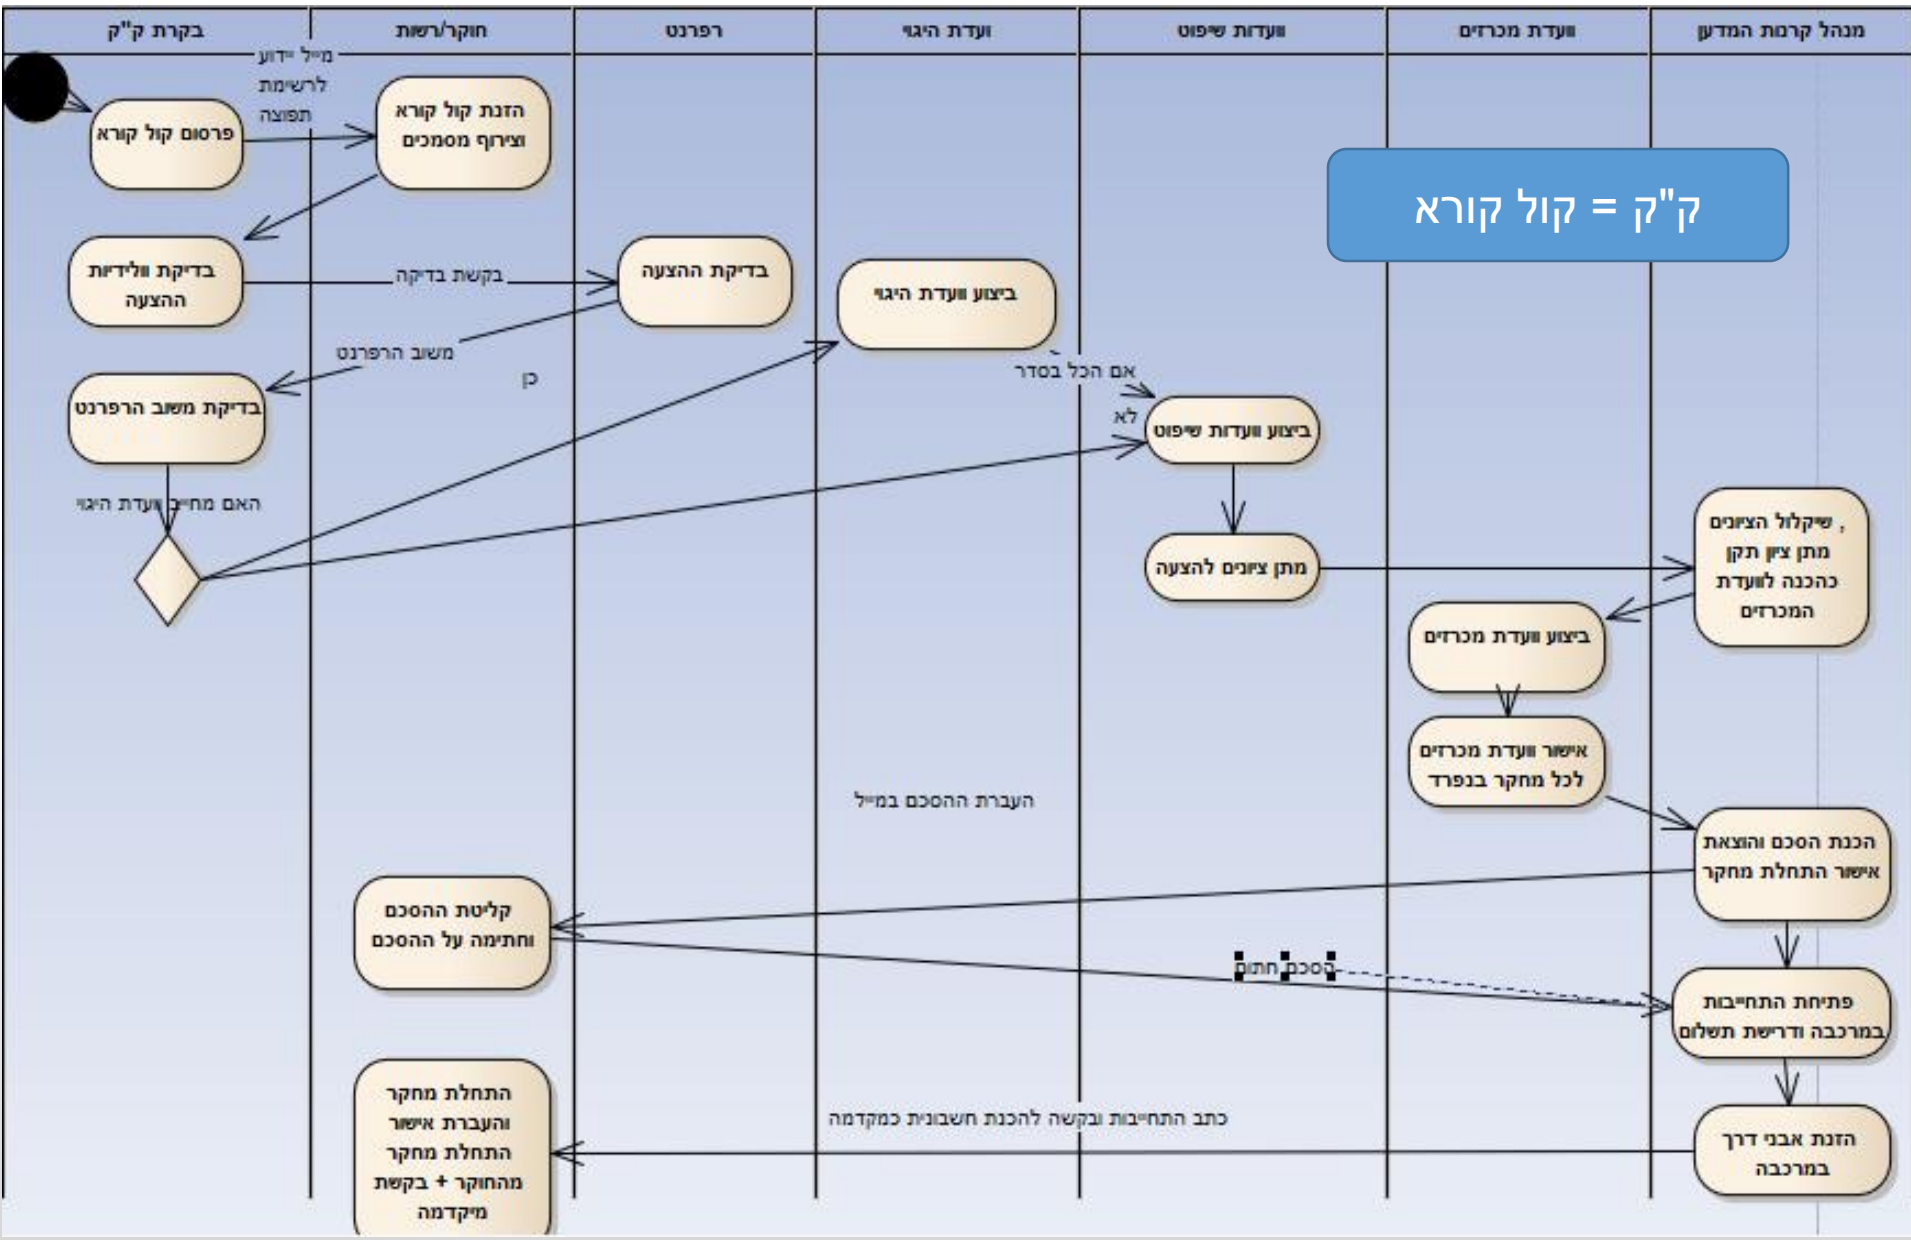 בקרת ק"ק
חוקר/רשות
רפרנט
ועדת היגוי
וועדות שיפוט
וועדת מכרזים
מנהל קרנות המדען
מייל יידוע
לרשימת
תפוצה
פרסום קול קורא
הזנת קול קורא
וצירוף מסמכים
ק"ק = קול קורא
בדיקת וולידיות
ההצעה
בקשת בדיקה
בדיקת ההצעה
ביצוע וועדת היגוי
משוב הרפרנט
כן
אם הכל בסדר
בדיקת משוב הרפרנט
לא
ביצוע וועדות שיפוט
האם מחייב וועדת היגוי
שיקלול הציונים ,
מתן ציון תקן
כהכנה לוועדת
המכרזים
מתן ציונים להצעה
ביצוע וועדת מכרזים
אישור וועדת מכרזים
לכל מחקר בנפרד
העברת ההסכם במייל
הכנת הסכם והוצאת
אישור התחלת מחקר
קליטת ההסכם
וחתימה על ההסכם
הסכם חתום
פתיחת התחייבות
במרכבה ודרישת תשלום
התחלת מחקר
והעברת אישור
התחלת מחקר
מהחוקר + בקשת
מיקדמה
כתב התחייבות ובקשה להכנת חשבונית כמקדמה
הזנת אבני דרך
במרכבה